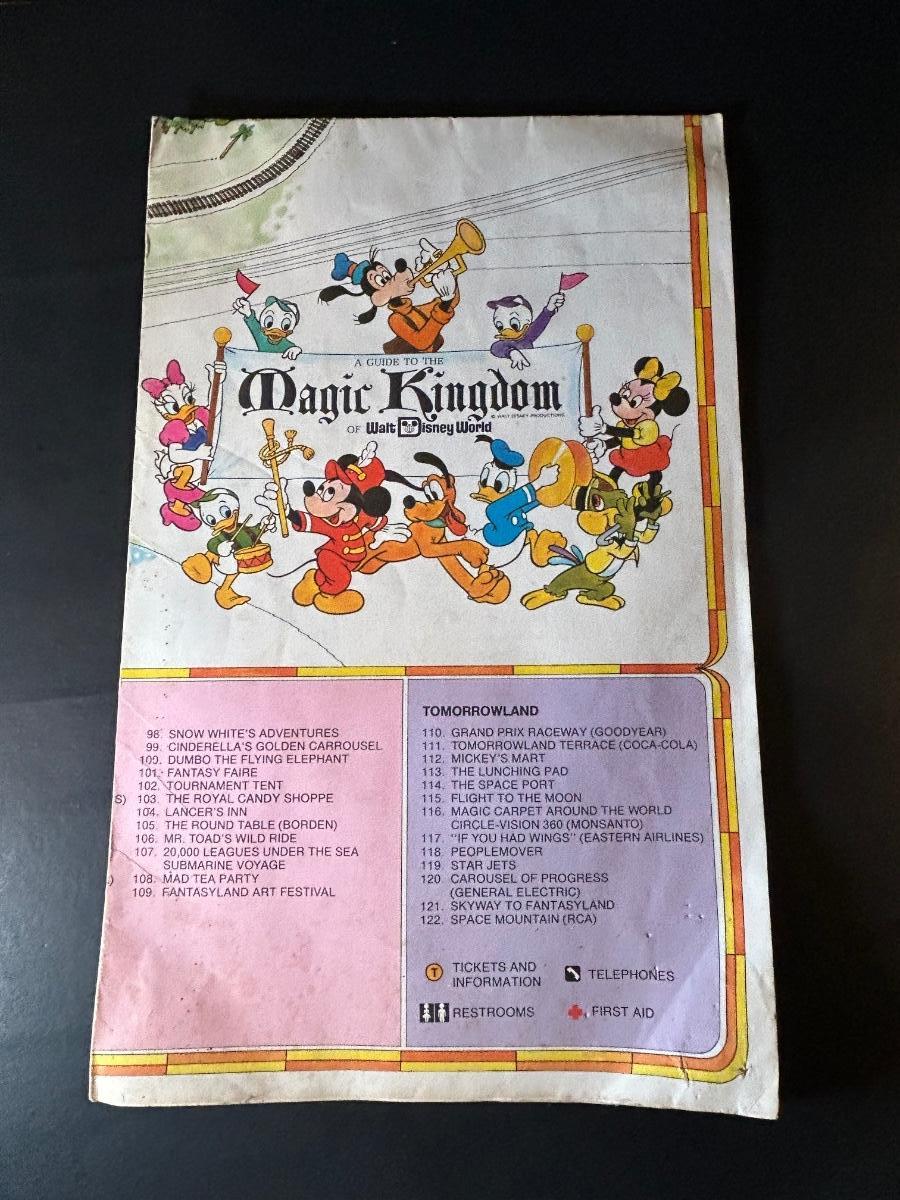 A GUIDE TO THE
Magic Kingdom
© WALT DISNEY PRODUCTIONS
OF Walt Disney World
98. SNOW WHITE'S ADVENTURES
99. CINDERELLA'S GOLDEN CARROUSEL
100. DUMBO THE FLYING ELEPHANT
101. FANTASY FAIRE
102. TOURNAMENT TENT
S) 103. THE ROYAL CANDY SHOPPE
104. LANCER'S INN
105. THE ROUND TABLE (BORDEN)
106. MR. TOAD'S WILD RIDE
107. 20,000 LEAGUES UNDER THE SEA
SUBMARINE VOYAGE
) 108. MAD TEA PARTY
109. FANTASYLAND ART FESTIVAL
TOMORROWLAND
110. GRAND PRIX RACEWAY (GOODYEAR)
111. TOMORROWLAND TERRACE (COCA-COLA)
112. MICKEY'S MART
113. THE LUNCHING PAD
114. THE SPACE PORT
115. FLIGHT TO THE MOON
116. MAGIC CARPET AROUND THE WORLD
CIRCLE-VISION 360 (MONSANTO)
117. "IF YOU HAD WINGS" (EASTERN AIRLINES)
118. PEOPLEMOVER
119. STAR JETS
120. CAROUSEL OF PROGRESS
(GENERAL ELECTRIC)
121. SKYWAY TO FANTASYLAND
122. SPACE MOUNTAIN (RCA)
T TICKETS AND
INFORMATION
TELEPHONES
RESTROOMS
FIRST AID